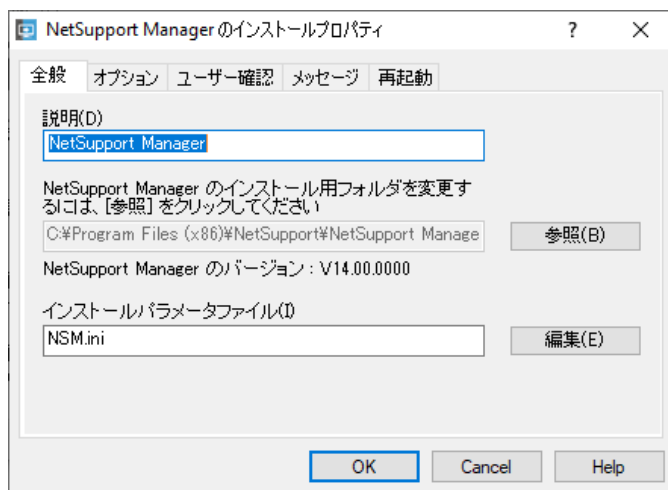 NetSupport Manager のインストールプロパティ
?
全般 オプション ユーザー確認 メッセージ 再起動
説明(D)
NetSupport Manager
NetSupport Manager のインストール用フォルダを変更す
るには、[参照] をクリックしてください
C:¥Program Files (x86)¥NetSupport¥NetSupport Manage
参照(B)
NetSupport Manager のバージョン : V14.00.0000
インストールパラメータファイル(I)
NSM.ini
編集(E)
OK Cancel Help